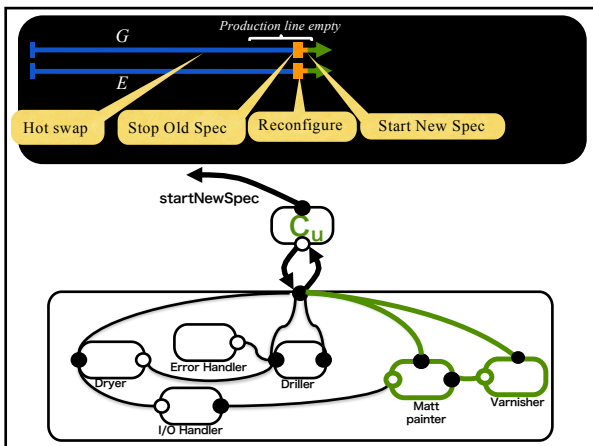 Production line empty
G
E
Hot swap
Stop Old Spec
Reconfigure
Start New Spec
startNewSpec
Cu
Error Handler
Dryer
Driller
I/O Handler
Matt
painter
Varnisher